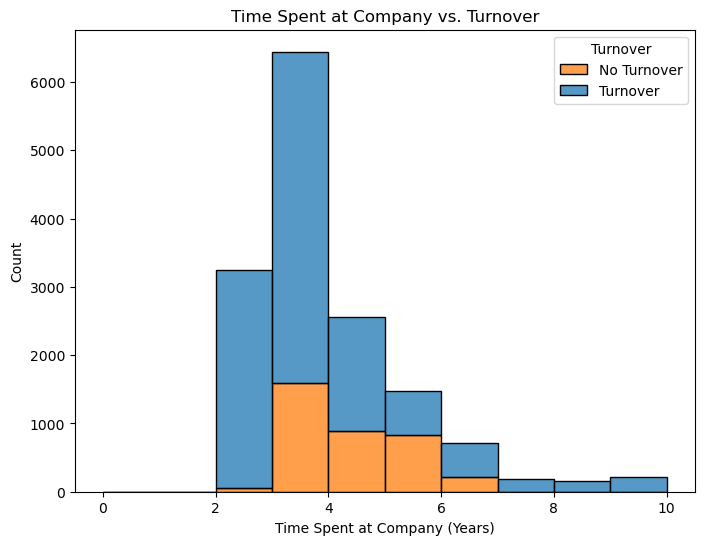 Time Spent at Company vs. Turnover
Turnover
No Turnover
Turnover
6000
5000
4000
3000
2000
1000
0
Count
0 2 4 6 8 10
Time Spent at Company (Years)